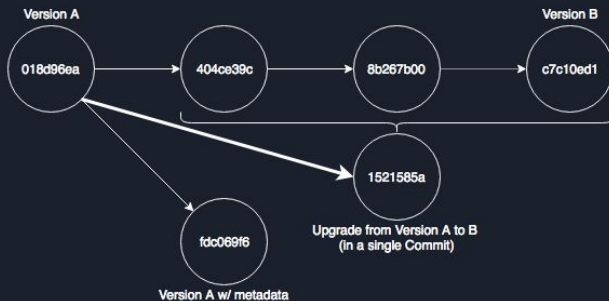 Version A
Version B
018d96ea
404ce39c
8b267b00
c7c10ed1
1521585a
Upgrade from Version A to B
(in a single Commit)
fdc069f6
Version A w/ metadata